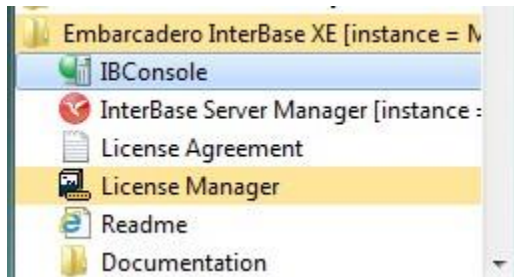 Embarcadero InterBase XE [instance =
IBConsole
InterBase Server Manager [instance =
License Agreement
License Manager
Readme
Documentation